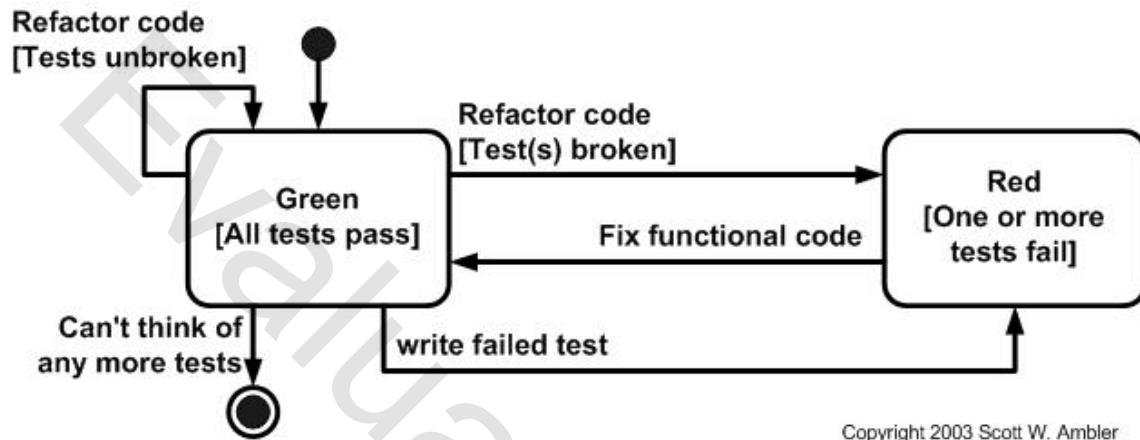 Refactor code
[Tests unbroken]
Refactor code
[Test(s) broken]
Green
[All tests pass]
Red
[One or more
tests fail]
Fix functional code
Can't think of
any more tests
write failed test
Copyright 2003 Scott W. Ambler